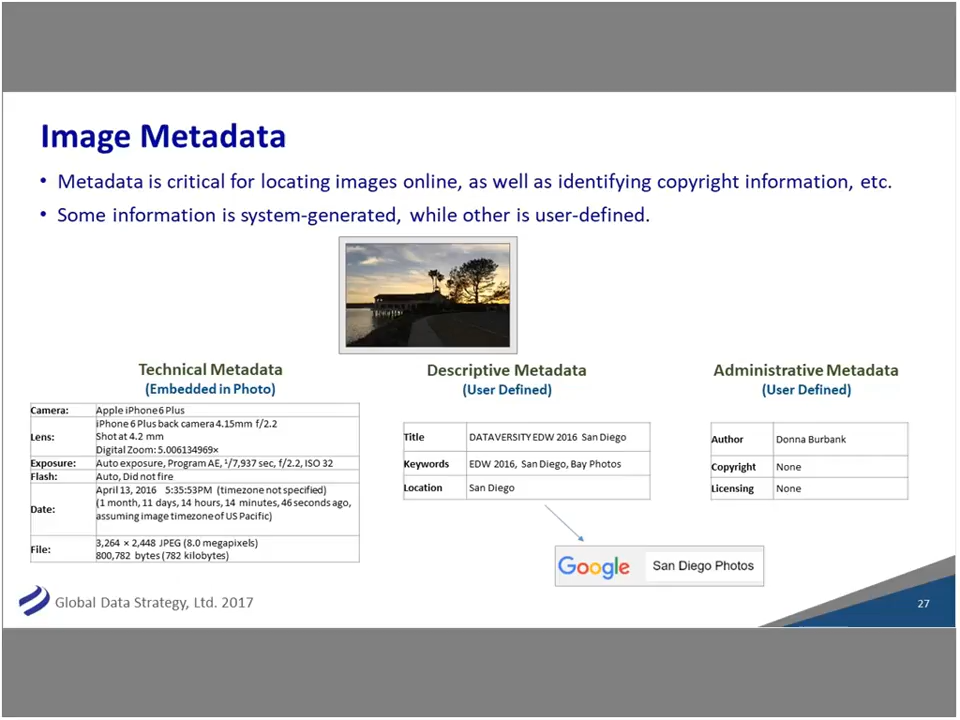 Image Metadata
• Metadata is critical for locating images online, as well as identifying copyright information, etc.
• Some information is system-generated, while other is user-defined.
Technical Metadata
(Embedded in Photo)
Camera: Apple iPhone 6 Plus
Lens: iPhone 6 Plus back camera 4.15mm f/2.2
Shot at 4.2 mm
Digital Zoom: 5.006134969×
Exposure: Auto exposure, Program AE, 1/7,937 sec, f/2.2, ISO 32
Flash: Auto, Did not fire
Date: April 13, 2016 5:35:53PM (timezone not specified)
(1 month, 11 days, 14 hours, 14 minutes, 46 seconds ago,
assuming image timezone of US Pacific)
File: 3,264 × 2,448 JPEG (8.0 megapixels)
800,782 bytes (782 kilobytes)
Descriptive Metadata
(User Defined)
Title DATAVERSITY EDW 2016 San Diego
Keywords EDW 2016, San Diego, Bay Photos
Location San Diego
Google San Diego Photos
Administrative Metadata
(User Defined)
Author Donna Burbank
Copyright None
Licensing None
Global Data Strategy, Ltd. 2017
27